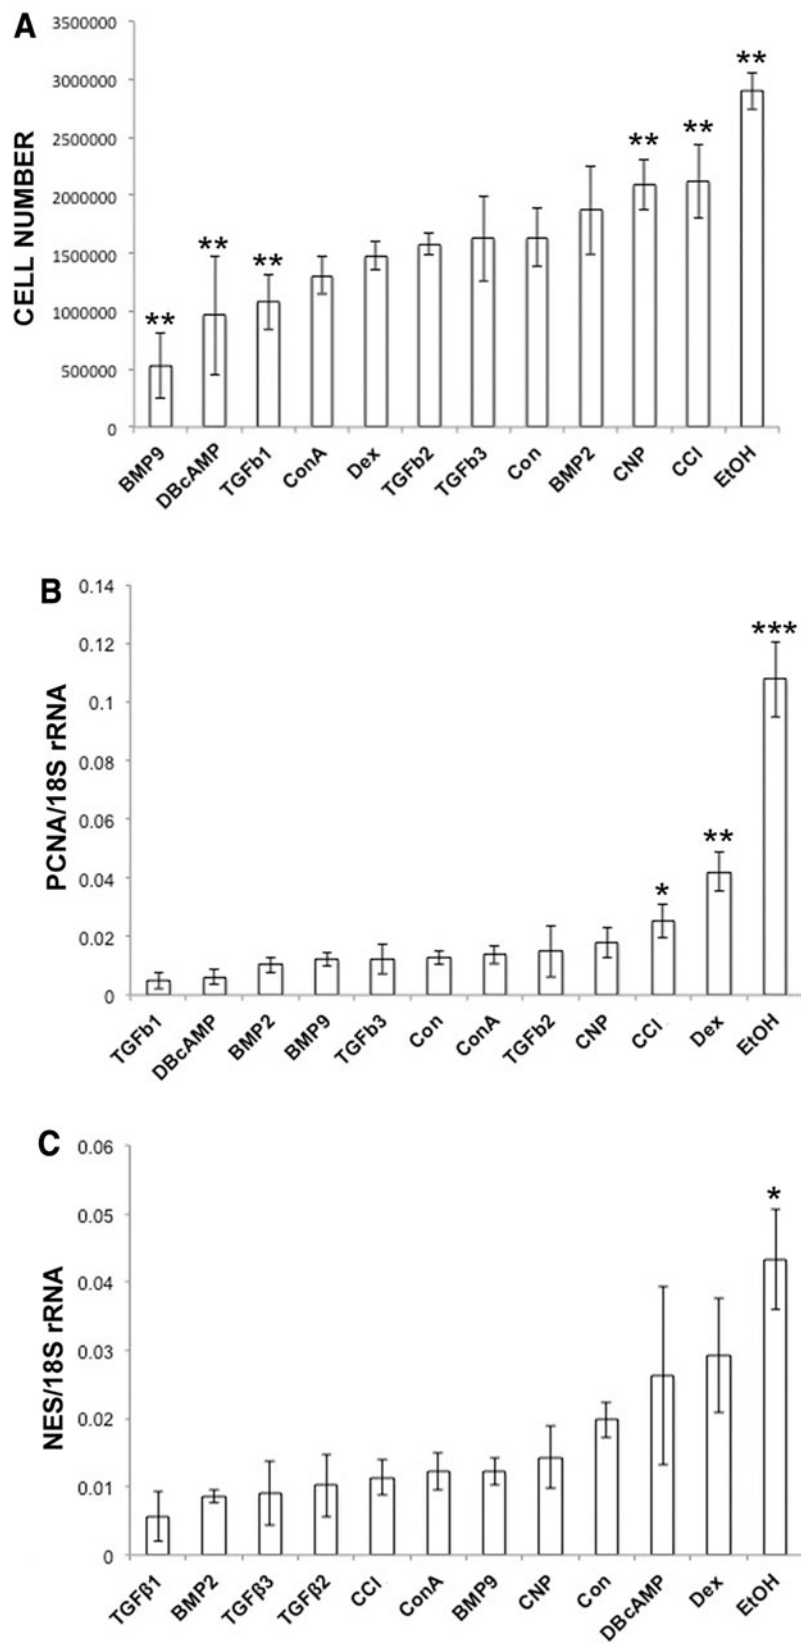 A
CELL NUMBER
3500000
3000000
2500000
2000000
1500000
1000000
500000
0
** ** ** ** ** **
BMP9 DBcAMP TGFb1 ConA Dex TGFb2 TGFb3 Con BMP2 CNP CCI EtOH
B
PCNA/18S rRNA
0.14
0.12
0.1
0.08
0.06
0.04
0.02
0
* ** ***
TGFb1 DBcAMP BMP2 BMP9 TGFb3 Con ConA TGFb2 CNP CCI Dex EtOH
C
NES/18S rRNA
0.06
0.05
0.04
0.03
0.02
0.01
0
*
TGFβ1 BMP2 TGFβ3 TGFβ2 CCI ConA BMP9 CNP Con DBcAMP Dex EtOH